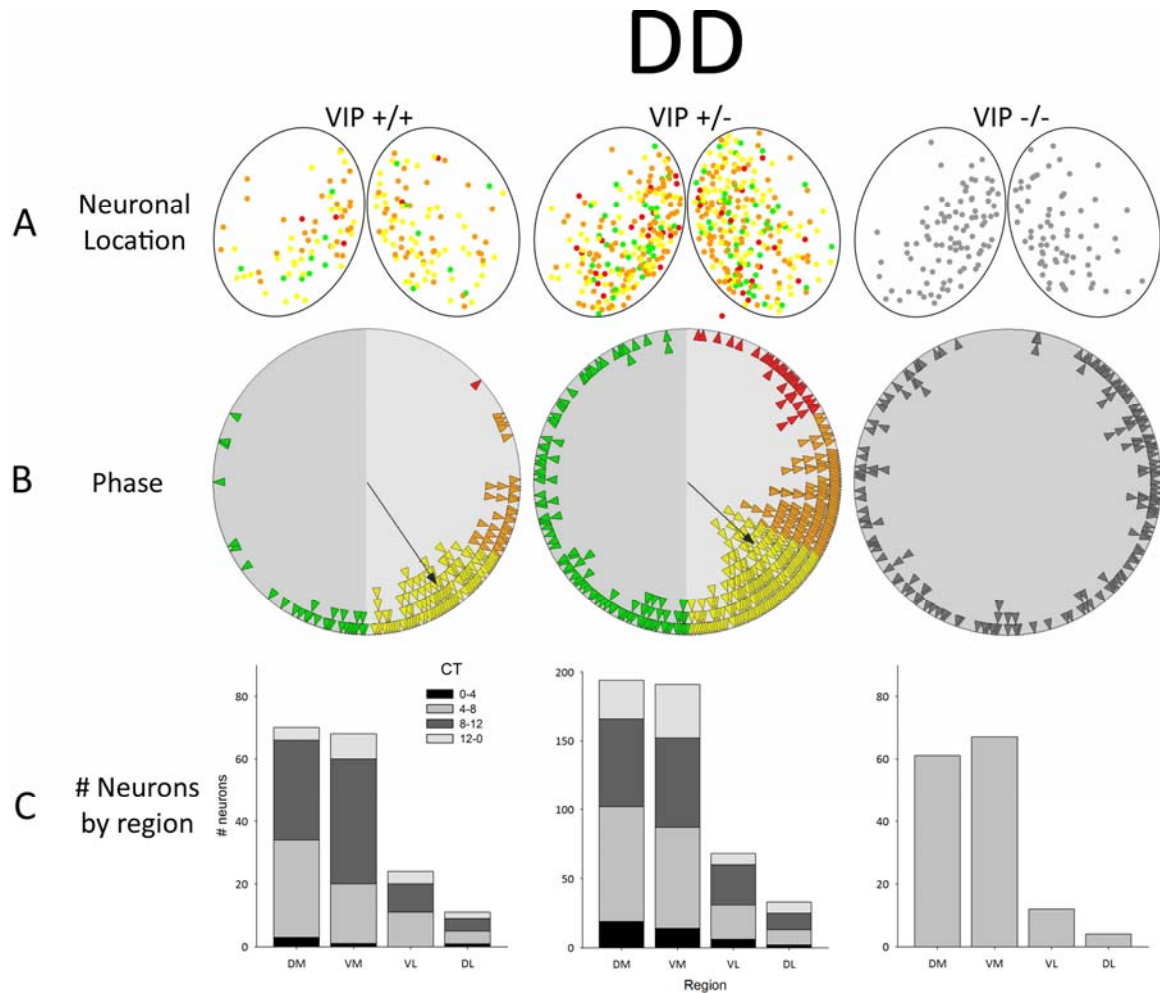 DD
VIP +/+
VIP +/-
VIP -/-
A
Neuronal
Location
B
Phase
C
# Neurons
by region
# neurons
80
60
40
20
0
CT
0-4
4-8
8-12
12-0
DM
VM
VL
DL
200
150
100
50
0
DM
VM
VL
DL
Region
80
60
40
20
0
DM
VM
VL
DL